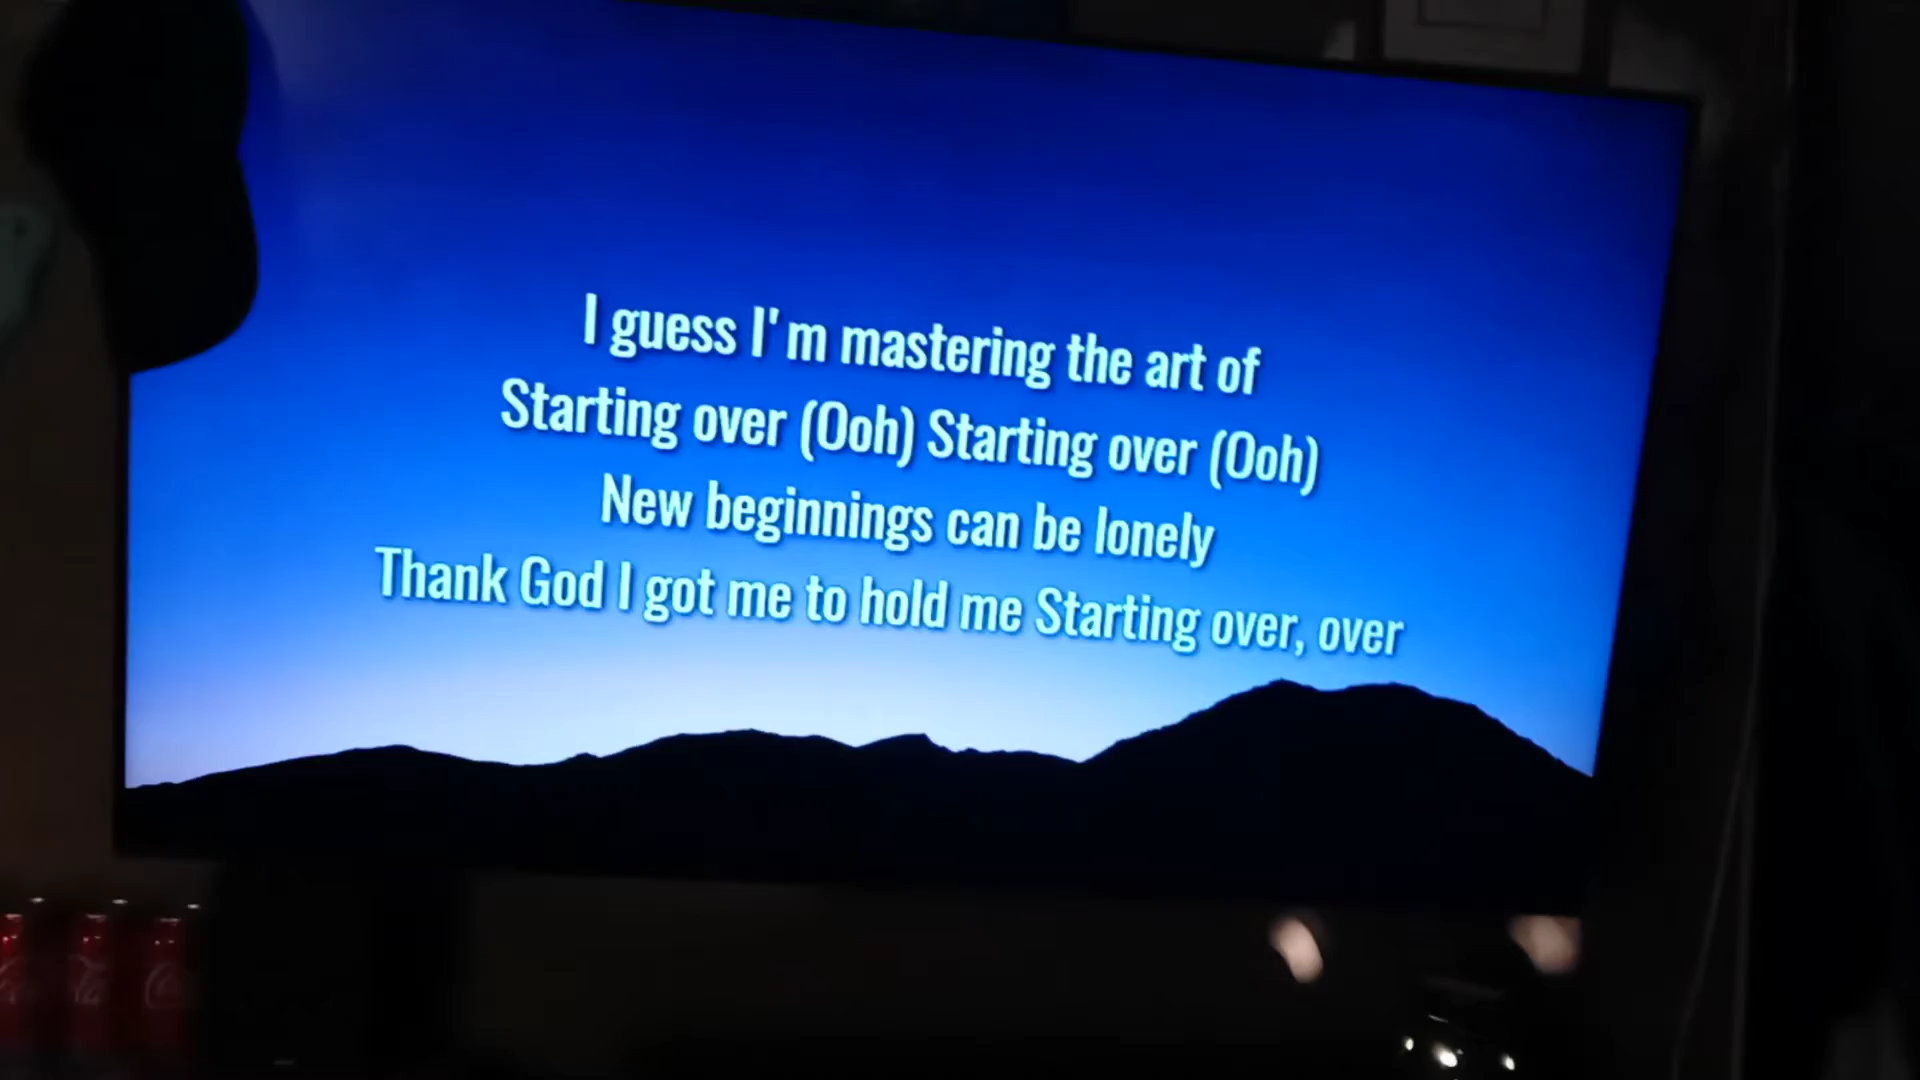 I guess I'm mastering the art of
Starting over (Ooh) Starting over (Ooh)
New beginnings can be lonely
Thank God I got me to hold me Starting over, over